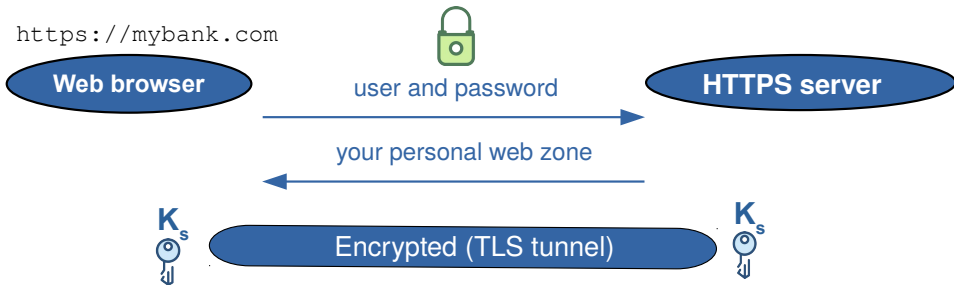 https://mybank.com
Web browser
user and password
HTTPS server
your personal web zone
Ks
Encrypted (TLS tunnel)
Ks